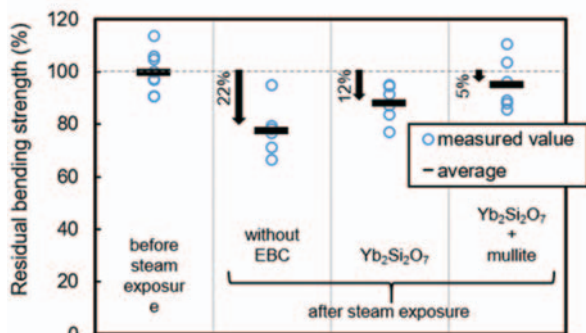 Residual bending strength (%)
120
100
80
60
40
20
0
22%
12%
5%
measured value
average
before
steam
exposur
e
without
EBC
Yb₂Si₂O₇
Yb₂Si₂O₇
+
mullite
after steam exposure